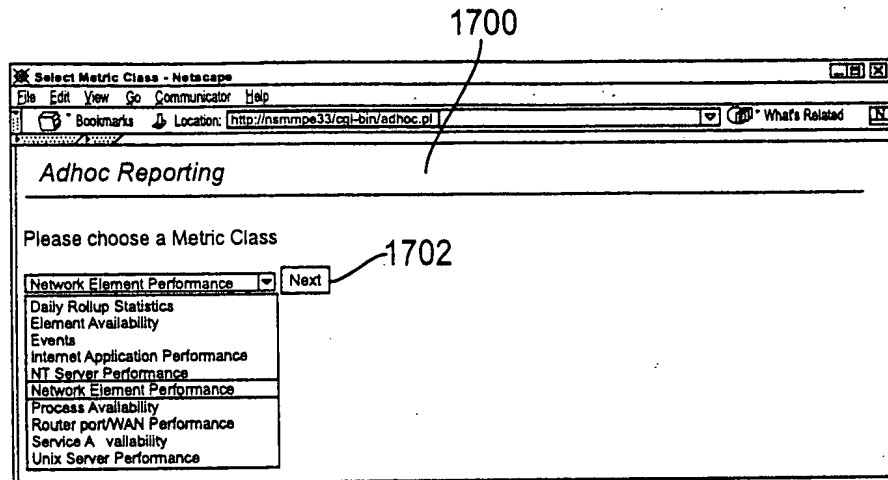 1700
Select Metric Class - Netscape
File Edit View Go Communicator Help
Bookmarks Location: http://nsmmpe33/cgi-bin/adhoc.pl What's Related N
Adhoc Reporting
Please choose a Metric Class
1702
Network Element Performance Next
Daily Rollup Statistics
Element Availability
Events
Internet Application Performance
NT Server Performance
Network Element Performance
Process Availability
Router port/WAN Performance
Service A vailability
Unix Server Performance